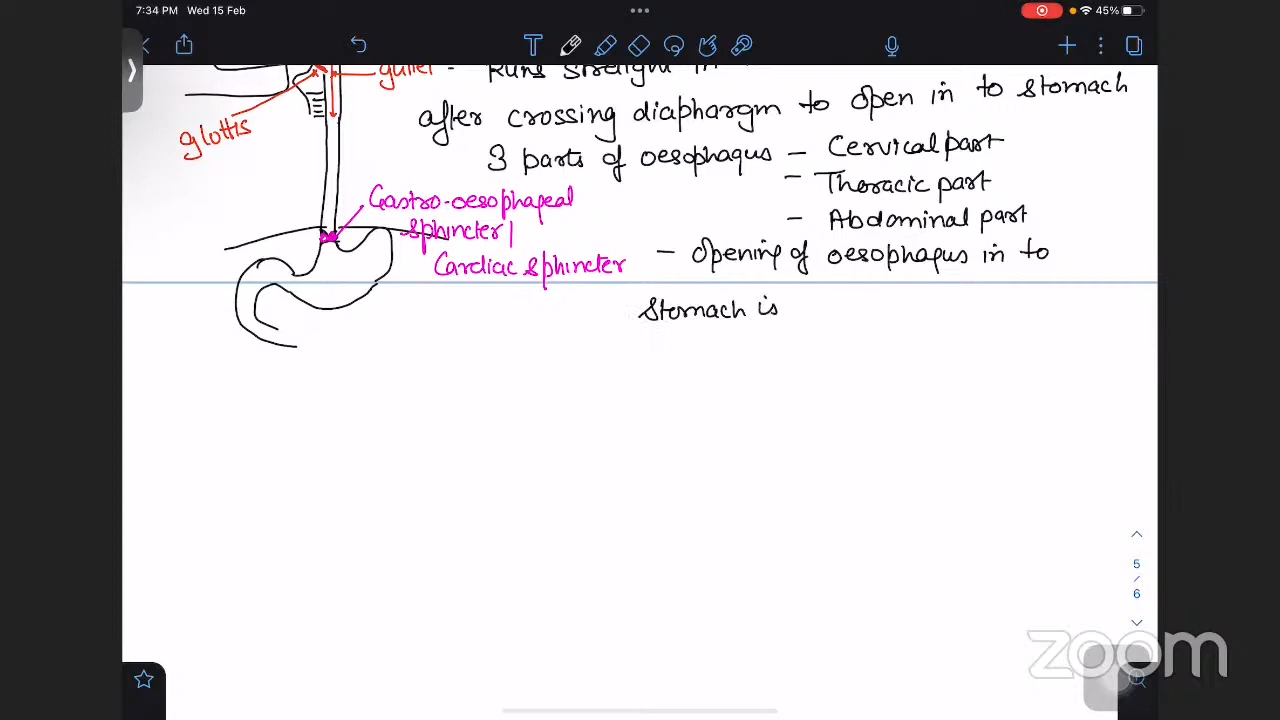 7:34 PM Wed 15 Feb
45%
gullet - Runs straight in
after crossing diaphargm to open in to stomach
glottis
3 parts of oesophagus - Cervical part
- Thoracic part
- Abdominal part
Gastro-oesophageal
sphincter |
Cardiac sphincter
- opening of oesophagus in to
Stomach is
5
/
6
zoom